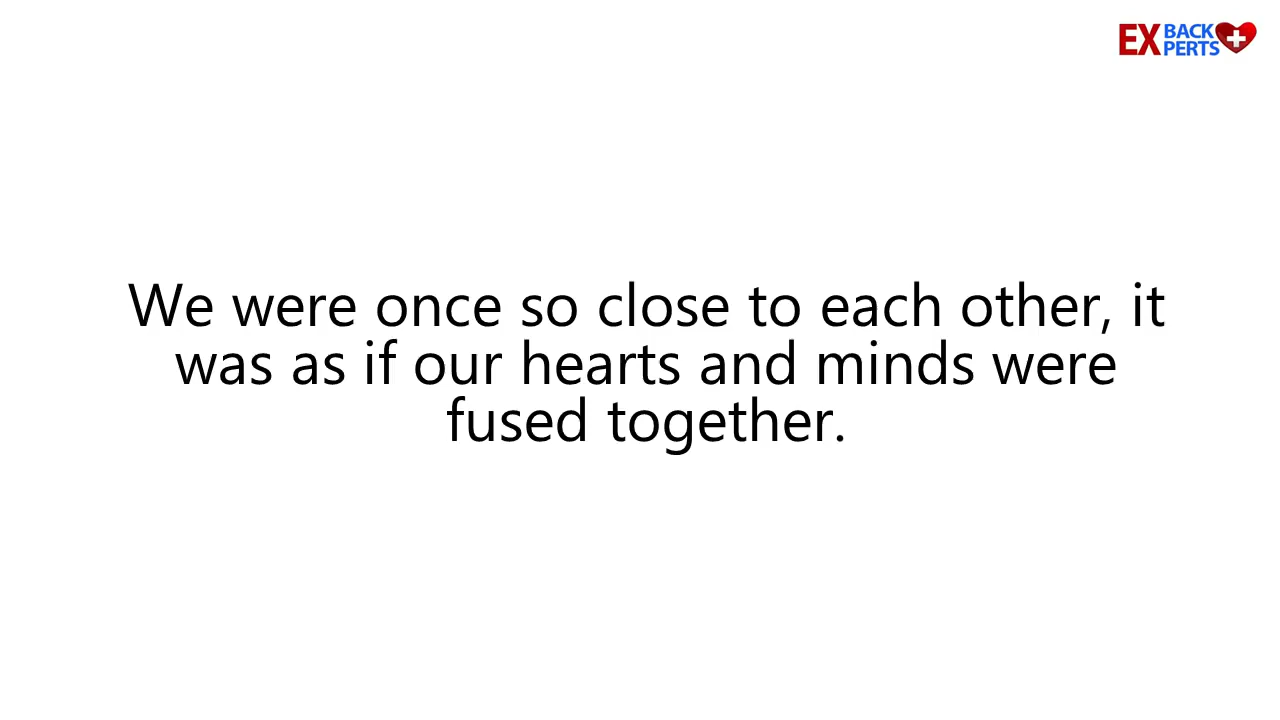 EX BACK
PERTS
We were once so close to each other, it
was as if our hearts and minds were
fused together.